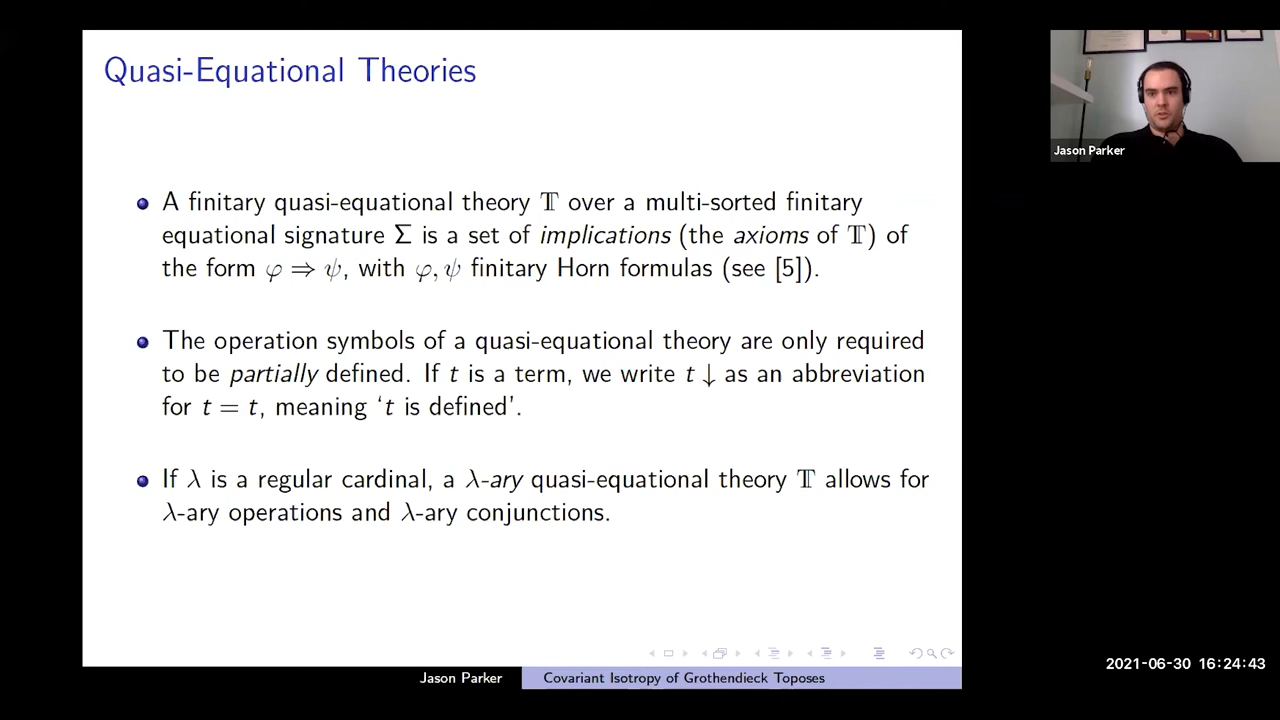 Quasi-Equational Theories
A finitary quasi-equational theory 𝕋 over a multi-sorted finitary
equational signature Σ is a set of implications (the axioms of 𝕋) of
the form φ ⇒ ψ, with φ, ψ finitary Horn formulas (see [5]).
The operation symbols of a quasi-equational theory are only required
to be partially defined. If t is a term, we write t ↓ as an abbreviation
for t = t, meaning ‘t is defined’.
If λ is a regular cardinal, a λ-ary quasi-equational theory 𝕋 allows for
λ-ary operations and λ-ary conjunctions.
Jason Parker
Covariant Isotropy of Grothendieck Toposes
Jason Parker
2021-06-30 16:24:43